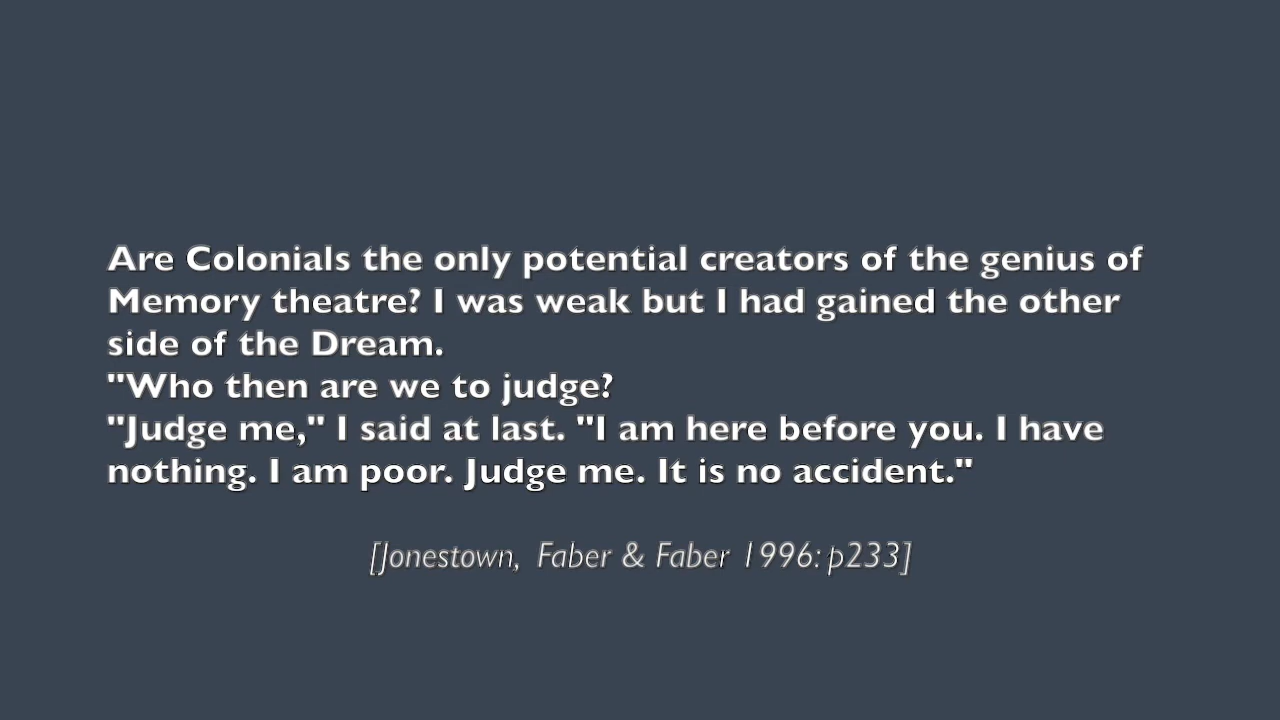 Are Colonials the only potential creators of the genius of
Memory theatre? I was weak but I had gained the other
side of the Dream.
"Who then are we to judge?
"Judge me," I said at last. "I am here before you. I have
nothing. I am poor. Judge me. It is no accident."
[Jonestown, Faber & Faber 1996: p233]